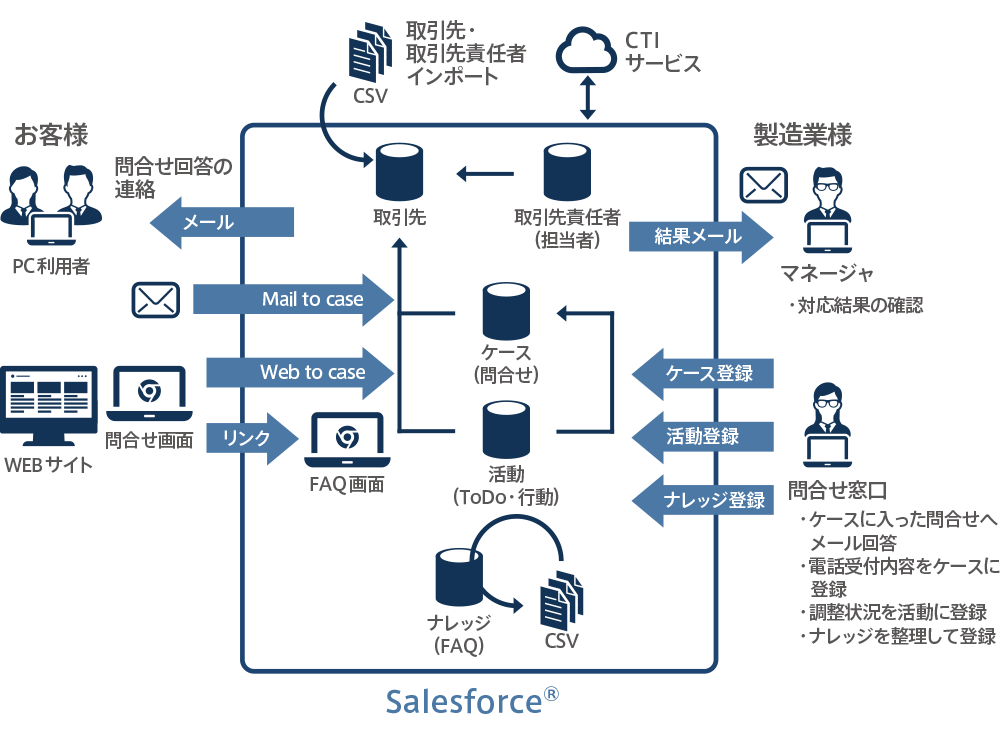 取引先・
取引先責任者
インポート
CSV
CTI
サービス
お客様
問合せ回答の
連絡
メール
PC利用者
取引先
取引先責任者
(担当者)
製造業様
結果メール
マネージャ
・対応結果の確認
Mail to case
Web to case
ケース
(問合せ)
ケース登録
活動登録
ナレッジ登録
WEBサイト
問合せ画面
リンク
FAQ画面
活動
(ToDo・行動)
問合せ窓口
・ケースに入った問合せへ
メール回答
・電話受付内容をケースに
登録
・調整状況を活動に登録
・ナレッジを整理して登録
ナレッジ
(FAQ)
CSV
Salesforce®